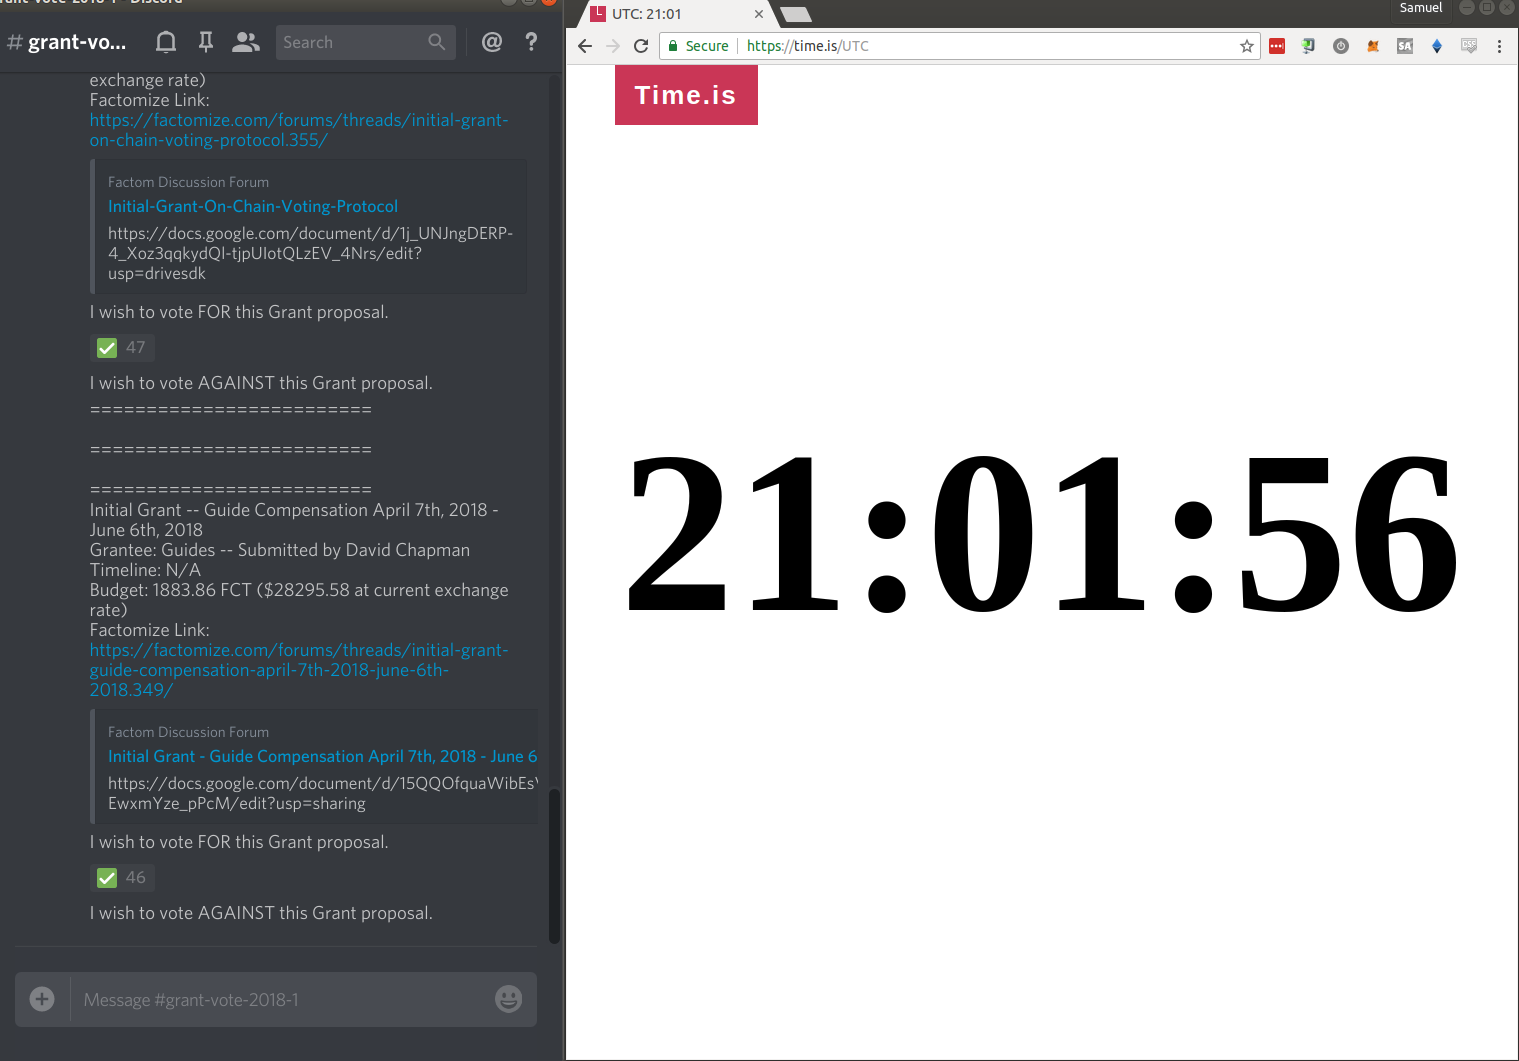 # grant-vo...
Search
@
?
exchange rate)
Factomize Link:
https://factomize.com/forums/threads/initial-grant-
on-chain-voting-protocol.355/
Factom Discussion Forum
Initial-Grant-On-Chain-Voting-Protocol
https://docs.google.com/document/d/1j_UNJngDERP-
4_Xoz3qqkydQl-tjpUIotQLzEV_4Nrs/edit?
usp=drivesdk
I wish to vote FOR this Grant proposal.
47
I wish to vote AGAINST this Grant proposal.
=========================
=========================
=========================
Initial Grant -- Guide Compensation April 7th, 2018 -
June 6th, 2018
Grantee: Guides -- Submitted by David Chapman
Timeline: N/A
Budget: 1883.86 FCT ($28295.58 at current exchange
rate)
Factomize Link:
https://factomize.com/forums/threads/initial-grant-
guide-compensation-april-7th-2018-june-6th-
2018.349/
Factom Discussion Forum
Initial Grant - Guide Compensation April 7th, 2018 - June 6
https://docs.google.com/document/d/15QQOfquaWibEs
EwxmYze_pPcM/edit?usp=sharing
I wish to vote FOR this Grant proposal.
46
I wish to vote AGAINST this Grant proposal.
Message #grant-vote-2018-1
UTC: 21:01
Samuel
Secure
https://time.is/UTC
SA
CSS
Time.is
21:01:56